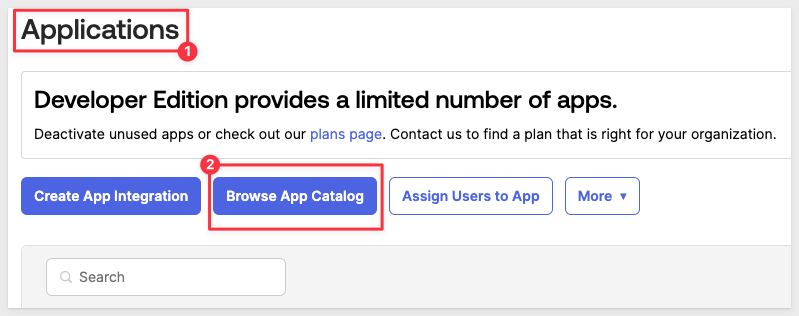 Applications
1
Developer Edition provides a limited number of apps.
Deactivate unused apps or check out our plans page. Contact us to find a plan that is right for your organization.
2
Create App Integration
Browse App Catalog
Assign Users to App
More ▾
Search